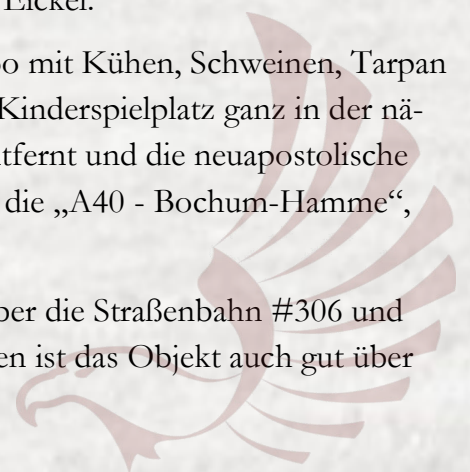 Eickel.
oo mit Kühen, Schweinen, Tarpan
Kinderspielplatz ganz in der nä-
tfernt und die neuapostolische
die „A40 - Bochum-Hamme“,
ber die Straßenbahn #306 und
en ist das Objekt auch gut über